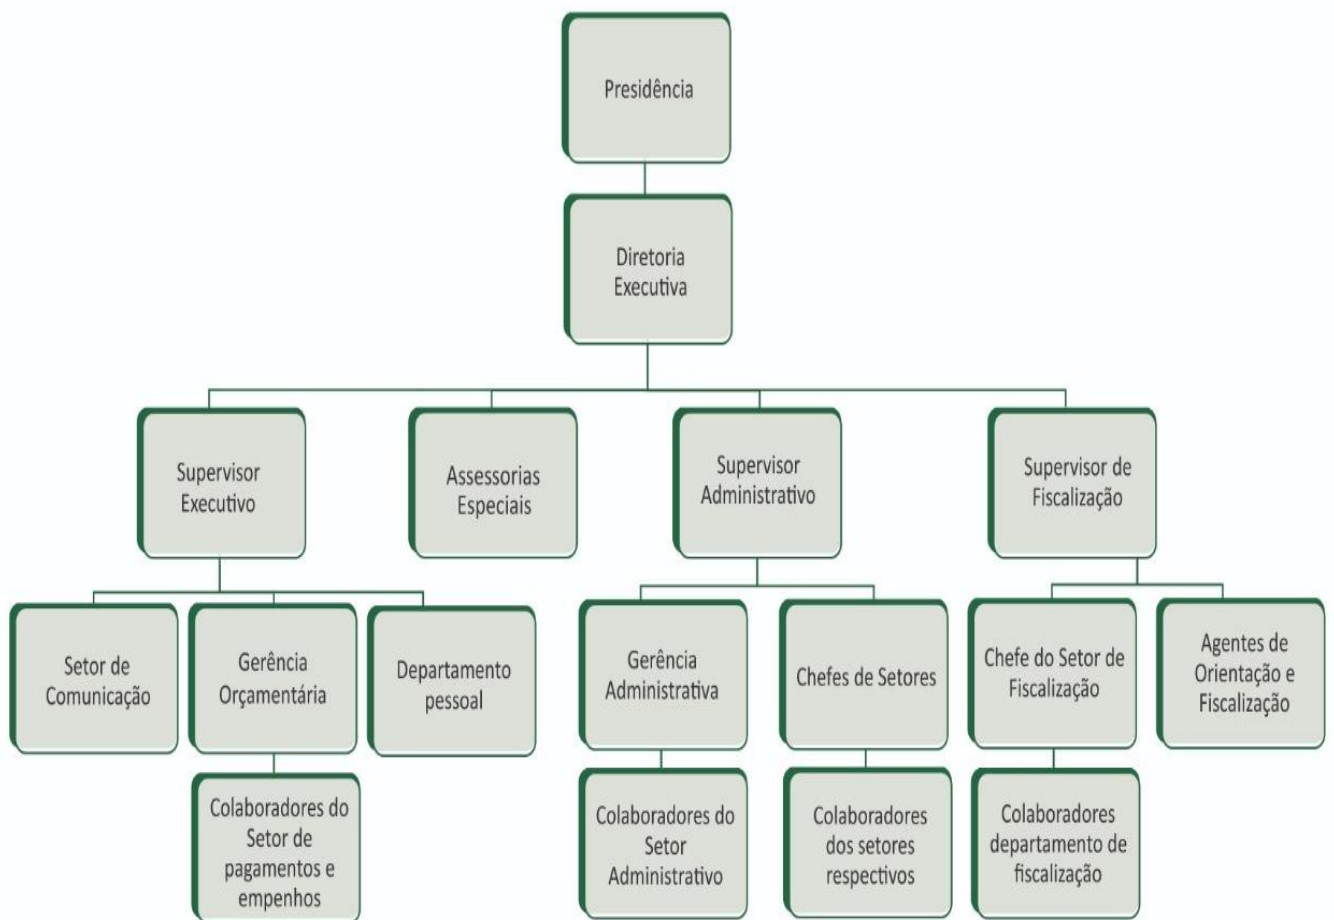 Presidência
Diretoria
Executiva
Supervisor
Executivo
Assessorias
Especiais
Supervisor
Administrativo
Supervisor de
Fiscalização
Setor de
Comunicação
Gerência
Orçamentária
Departamento
pessoal
Gerência
Administrativa
Chefes de Setores
Chefe do Setor de
Fiscalização
Agentes de
Orientação e
Fiscalização
Colaboradores do
Setor de
pagamentos e
empenhos
Colaboradores do
Setor
Administrativo
Colaboradores
dos setores
respectivos
Colaboradores
departamento de
fiscalização